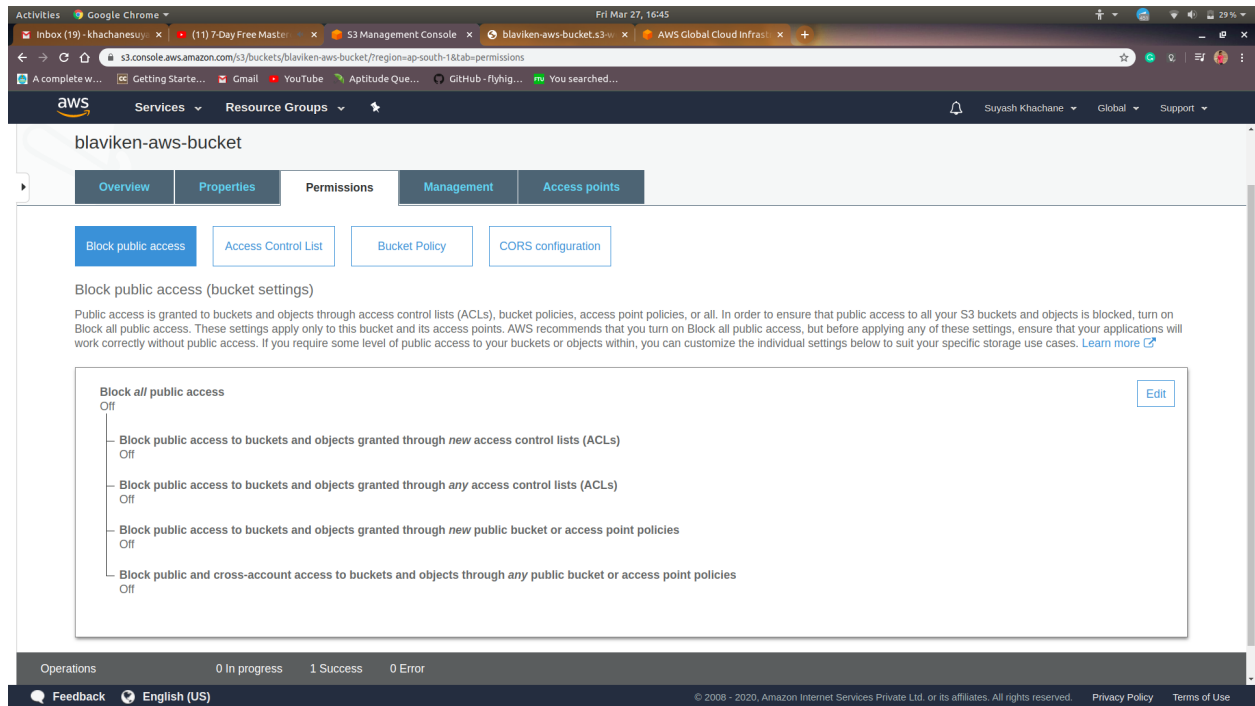 Activities Google Chrome Fri Mar 27, 16:45 29%
Inbox (19) - khachanesuya (11) 7-Day Free Master S3 Management Console blaviken-aws-bucket.s3-w AWS Global Cloud Infrast
s3.console.aws.amazon.com/s3/buckets/blaviken-aws-bucket/?region=ap-south-1&tab=permissions
A complete w... Getting Starte... Gmail YouTube Aptitude Que... GitHub - flyhig... You searched...
aws Services Resource Groups Suyash Khachane Global Support
blaviken-aws-bucket
Overview Properties Permissions Management Access points
Block public access Access Control List Bucket Policy CORS configuration
Block public access (bucket settings)
Public access is granted to buckets and objects through access control lists (ACLs), bucket policies, access point policies, or all. In order to ensure that public access to all your S3 buckets and objects is blocked, turn on
Block all public access. These settings apply only to this bucket and its access points. AWS recommends that you turn on Block all public access, but before applying any of these settings, ensure that your applications will
work correctly without public access. If you require some level of public access to your buckets or objects within, you can customize the individual settings below to suit your specific storage use cases. Learn more
Block all public access Edit
Off
Block public access to buckets and objects granted through new access control lists (ACLs)
Off
Block public access to buckets and objects granted through any access control lists (ACLs)
Off
Block public access to buckets and objects granted through new public bucket or access point policies
Off
Block public and cross-account access to buckets and objects through any public bucket or access point policies
Off
Operations 0 In progress 1 Success 0 Error
Feedback English (US) © 2008 - 2020, Amazon Internet Services Private Ltd. or its affiliates. All rights reserved. Privacy Policy Terms of Use